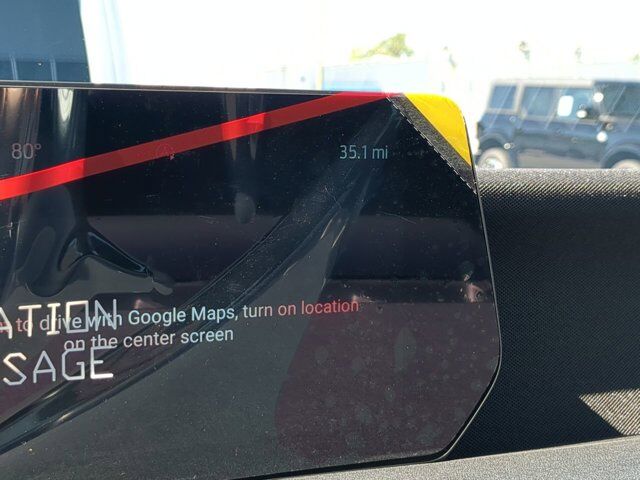 80°
35.1 mi
to drive with Google Maps, turn on location
on the center screen
ATION
SAGE